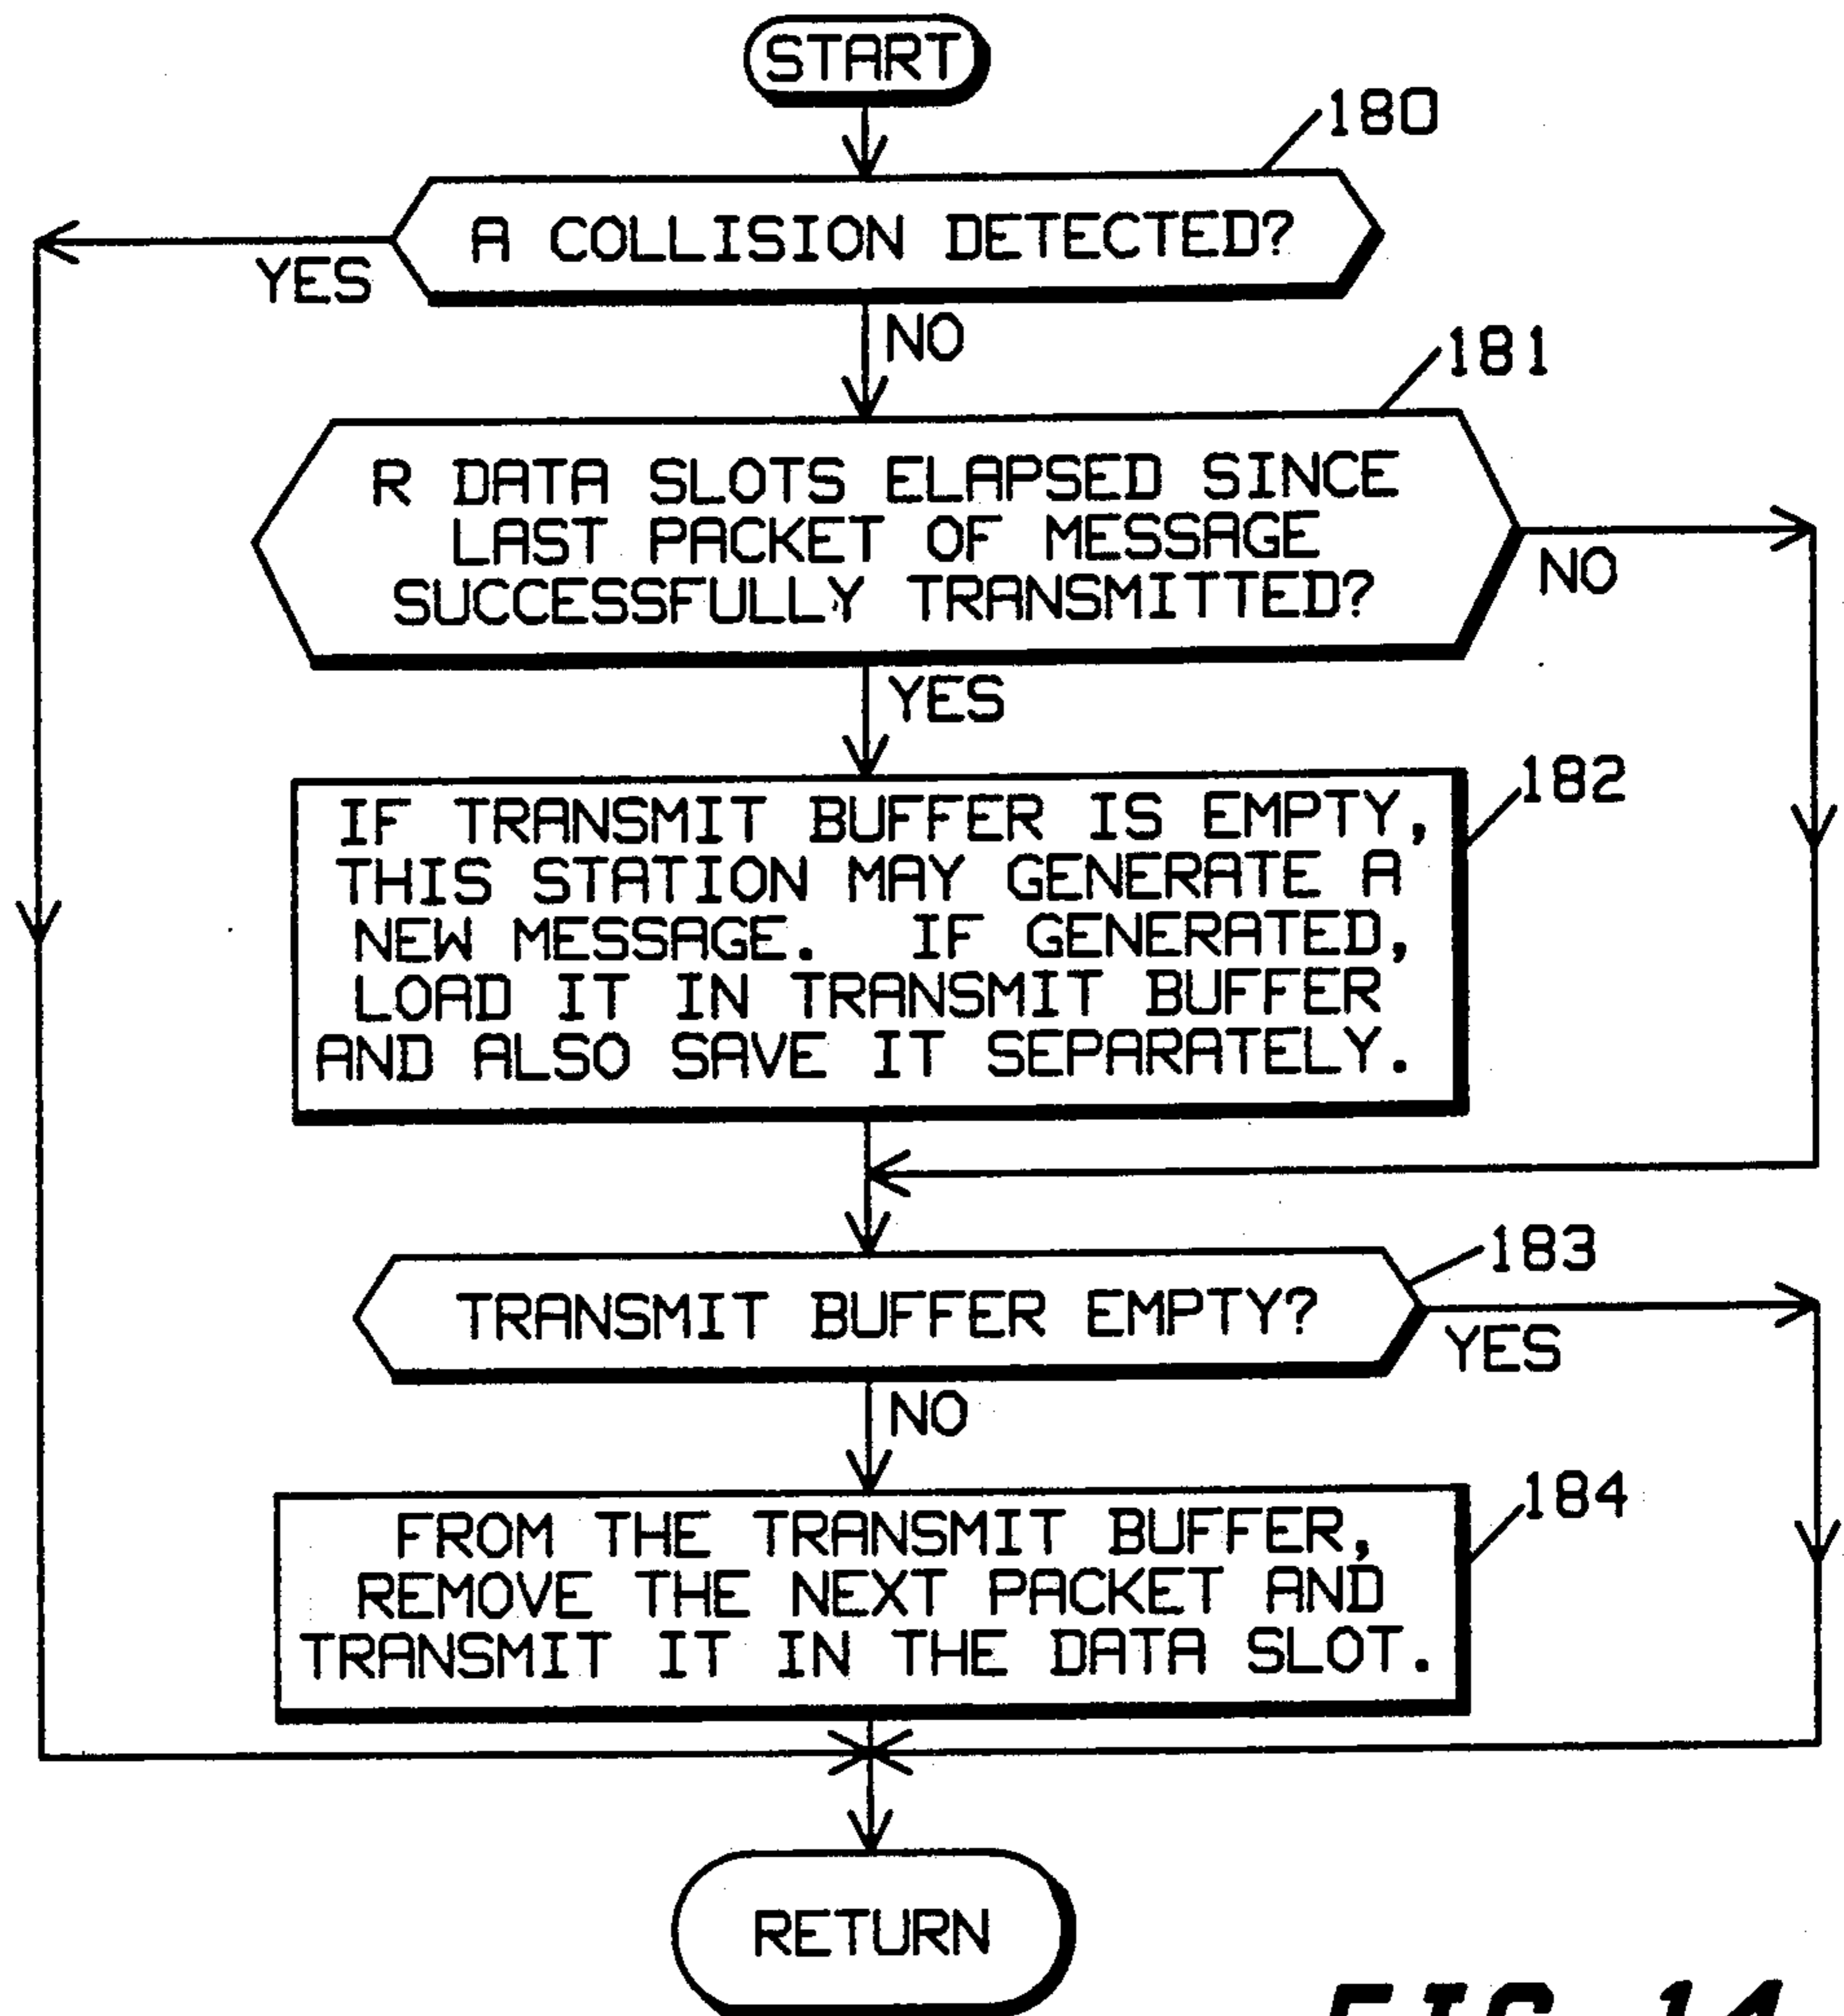 START
180
A COLLISION DETECTED?
YES
NO
181
R DATA SLOTS ELAPSED SINCE
LAST PACKET OF MESSAGE
SUCCESSFULLY TRANSMITTED?
NO
YES
182
IF TRANSMIT BUFFER IS EMPTY,
THIS STATION MAY GENERATE A
NEW MESSAGE. IF GENERATED,
LOAD IT IN TRANSMIT BUFFER
AND ALSO SAVE IT SEPARATELY.
183
TRANSMIT BUFFER EMPTY?
YES
NO
184
FROM THE TRANSMIT BUFFER,
REMOVE THE NEXT PACKET AND
TRANSMIT IT IN THE DATA SLOT.
RETURN
FIG. 14